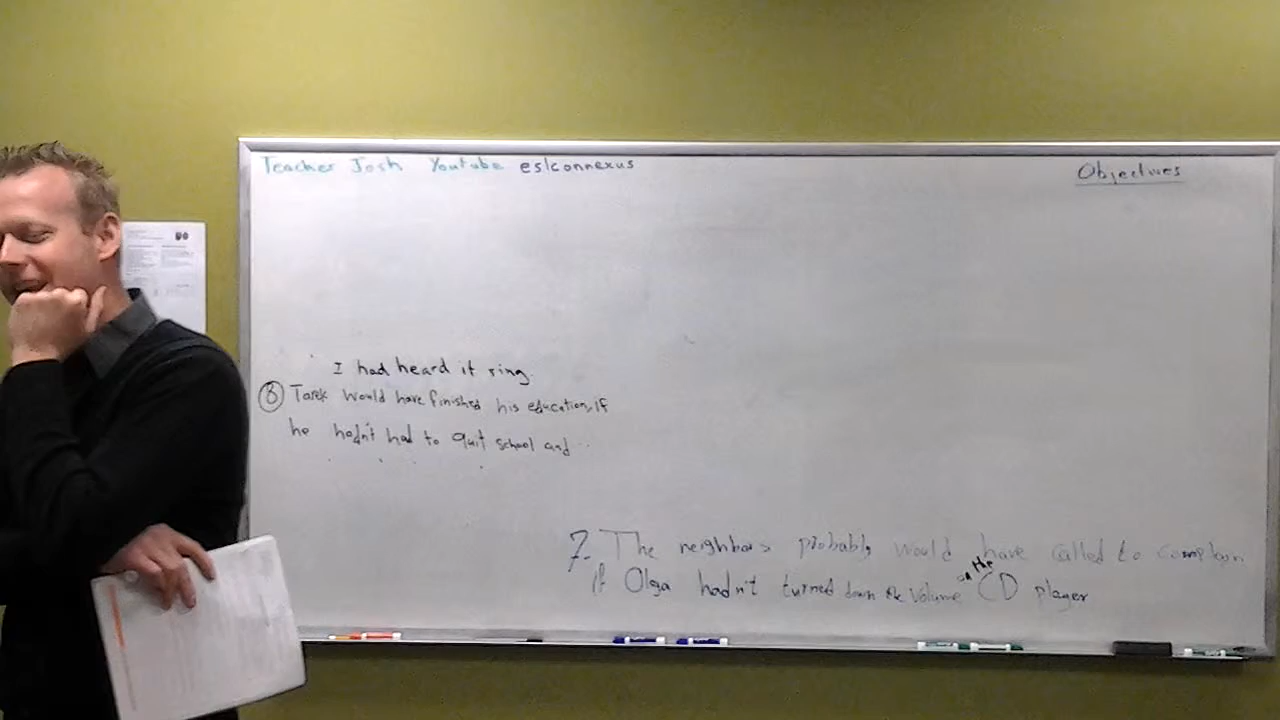 Teacher Josh Youtube eslconnexus
Objectives
I had heard it ring.
8 Tarek would have finished his education, if
he hadn't had to quit school and ..
7. The neighbors probably would have called to complain
if Olga hadn't turned down the volume on the CD player